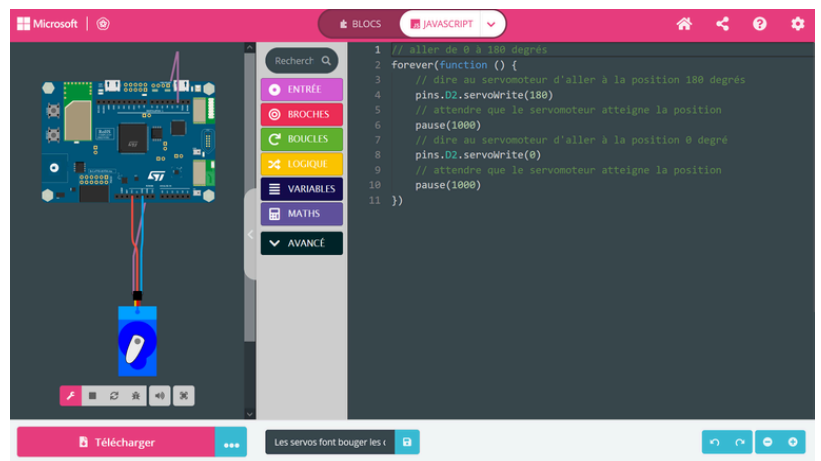 Microsoft
BLOCS
JAVASCRIPT
Recherch
ENTRÉE
BROCHES
BOUCLES
LOGIQUE
VARIABLES
MATHS
AVANCÉ
1 // aller de 0 à 180 degrés
2 forever(function () {
3 // dire au servomoteur d'aller à la position 180 degrés
4 pins.D2.servoWrite(180)
5 // attendre que le servomoteur atteigne la position
6 pause(1000)
7 // dire au servomoteur d'aller à la position 0 degré
8 pins.D2.servoWrite(0)
9 // attendre que le servomoteur atteigne la position
10 pause(1000)
11 })
Télécharger
Les servos font bouger les c